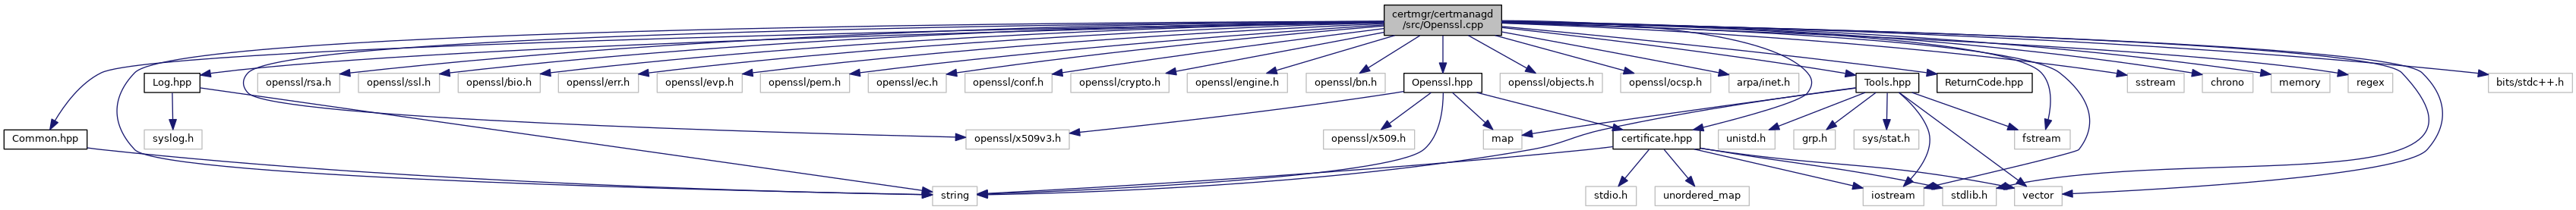 certmgr/certmanagd
/src/Openssl.cpp
Log.hpp
openssl/rsa.h
openssl/ssl.h
openssl/bio.h
openssl/err.h
openssl/evp.h
openssl/pem.h
openssl/ec.h
openssl/conf.h
openssl/crypto.h
openssl/engine.h
openssl/bn.h
Openssl.hpp
openssl/objects.h
openssl/ocsp.h
arpa/inet.h
Tools.hpp
ReturnCode.hpp
sstream
chrono
memory
regex
bits/stdc++.h
Common.hpp
syslog.h
openssl/x509v3.h
openssl/x509.h
map
certificate.hpp
unistd.h
grp.h
sys/stat.h
fstream
string
stdio.h
unordered_map
iostream
stdlib.h
vector